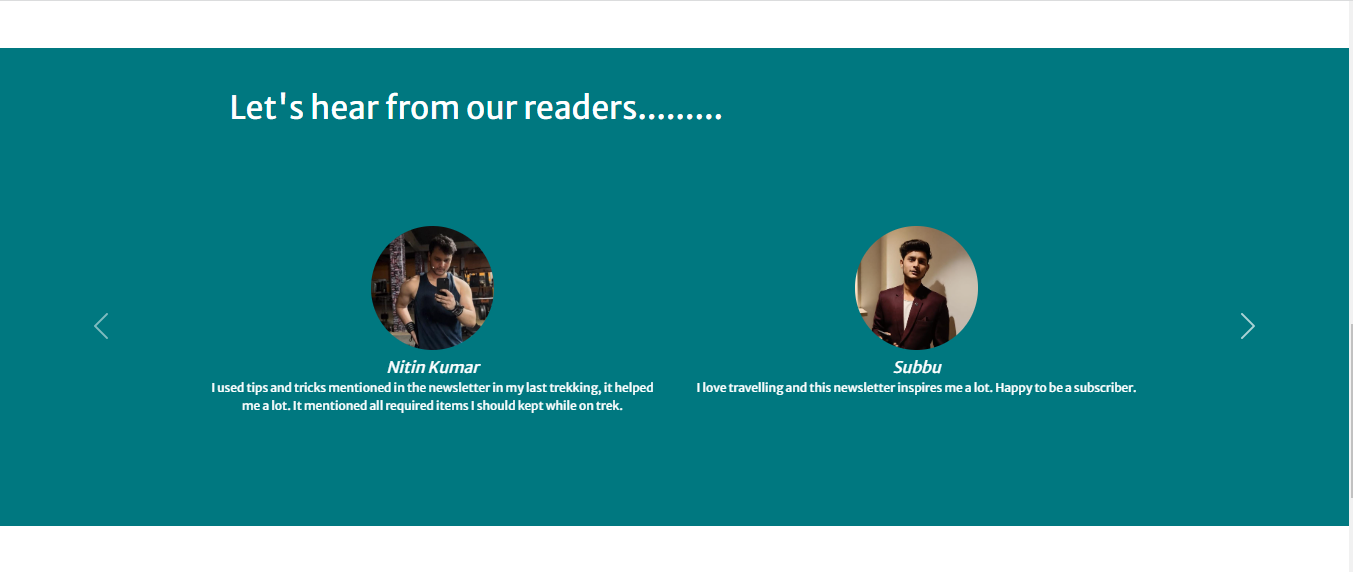 Let's hear from our readers.........
Nitin Kumar
I used tips and tricks mentioned in the newsletter in my last trekking, it helped
me a lot. It mentioned all required items I should kept while on trek.
Subbu
I love travelling and this newsletter inspires me a lot. Happy to be a subscriber.